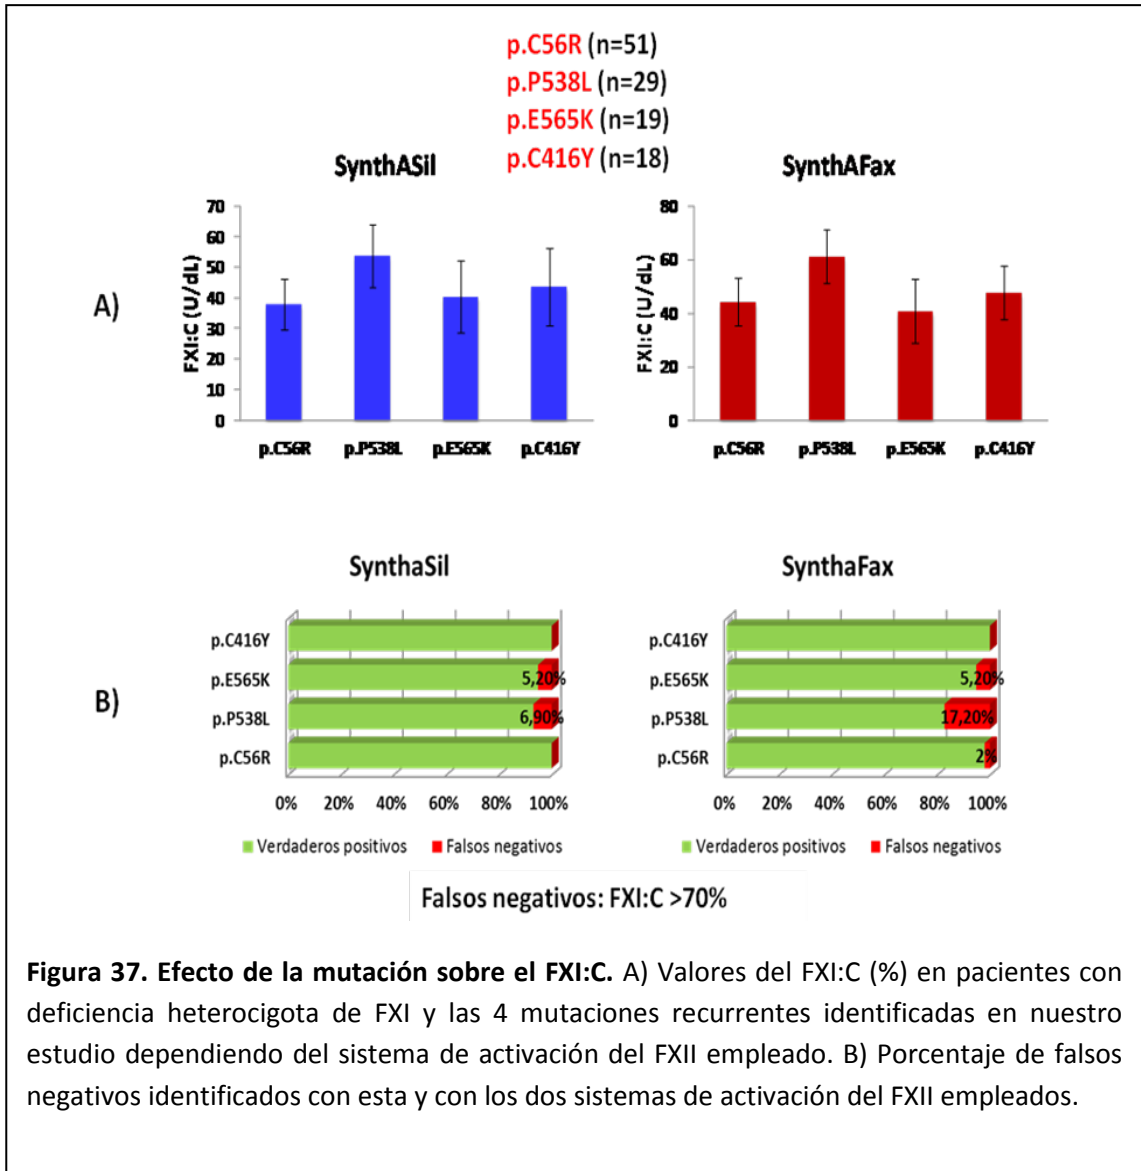 p.C56R (n=51)
p.P538L (n=29)
p.E565K (n=19)
p.C416Y (n=18)
A)
SynthASil
FXI:C (U/dL)
70
60
50
40
30
20
10
0
p.C56R p.P538L p.E565K p.C416Y
SynthAFax
FXI:C (U/dL)
80
60
40
20
0
p.C56R p.P538L p.E565K p.C416Y
B)
SynthaSil
p.C416Y
p.E565K 5,20%
p.P538L 6,90%
p.C56R
0% 20% 40% 60% 80% 100%
Verdaderos positivos Falsos negativos
SynthaFax
p.C416Y
p.E565K 5,20%
p.P538L 17,20%
p.C56R 2%
0% 20% 40% 60% 80% 100%
Verdaderos positivos Falsos negativos
Falsos negativos: FXI:C >70%
Figura 37. Efecto de la mutación sobre el FXI:C. A) Valores del FXI:C (%) en pacientes con
deficiencia heterocigota de FXI y las 4 mutaciones recurrentes identificadas en nuestro
estudio dependiendo del sistema de activación del FXII empleado. B) Porcentaje de falsos
negativos identificados con esta y con los dos sistemas de activación del FXII empleados.